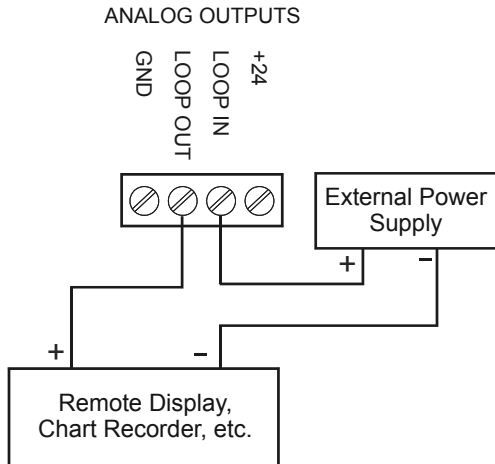 ANALOG OUTPUTS
GND
LOOP OUT
LOOP IN
+24
External Power
Supply
+
-
+
-
Remote Display,
Chart Recorder, etc.